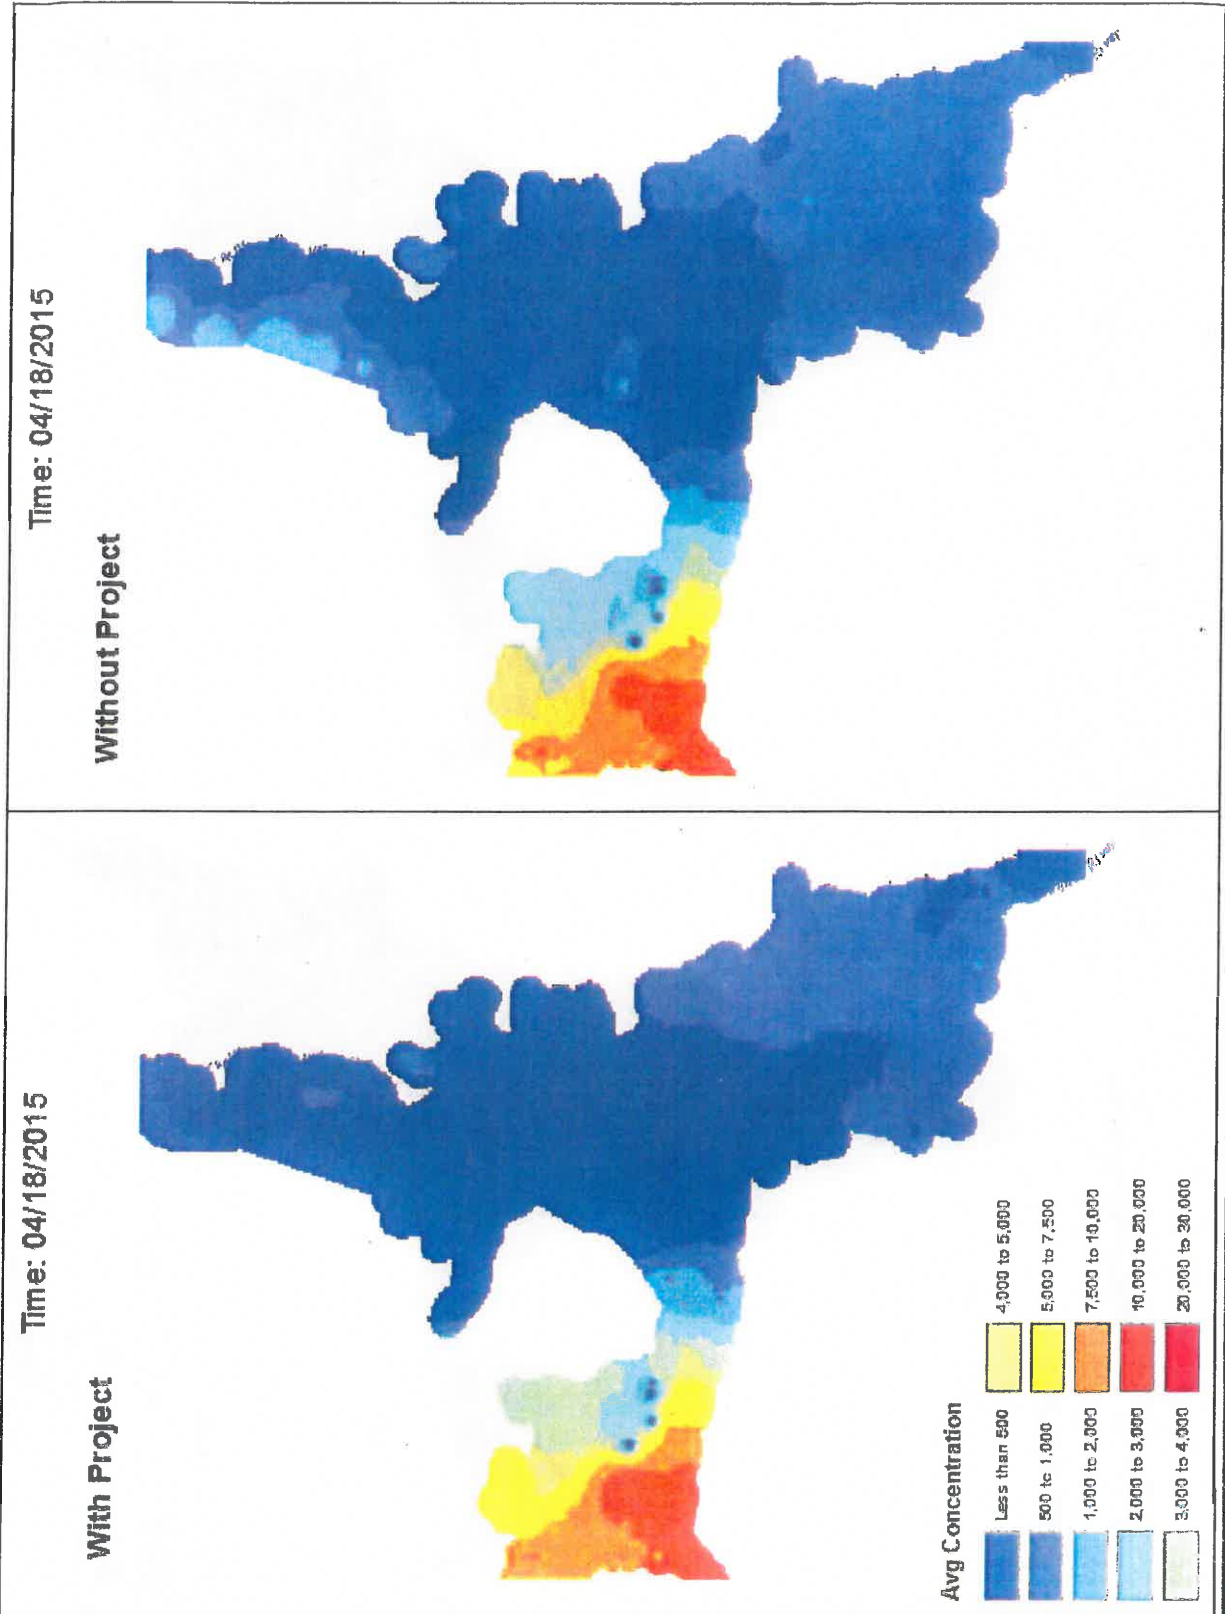 Time: 04/18/2015
With Project
Time: 04/18/2015
Without Project
Avg Concentration
Less than 500
500 to 1,000
1,000 to 2,000
2,000 to 3,000
3,000 to 4,000
4,000 to 5,000
5,000 to 7,500
7,500 to 10,000
10,000 to 20,000
20,000 to 30,000